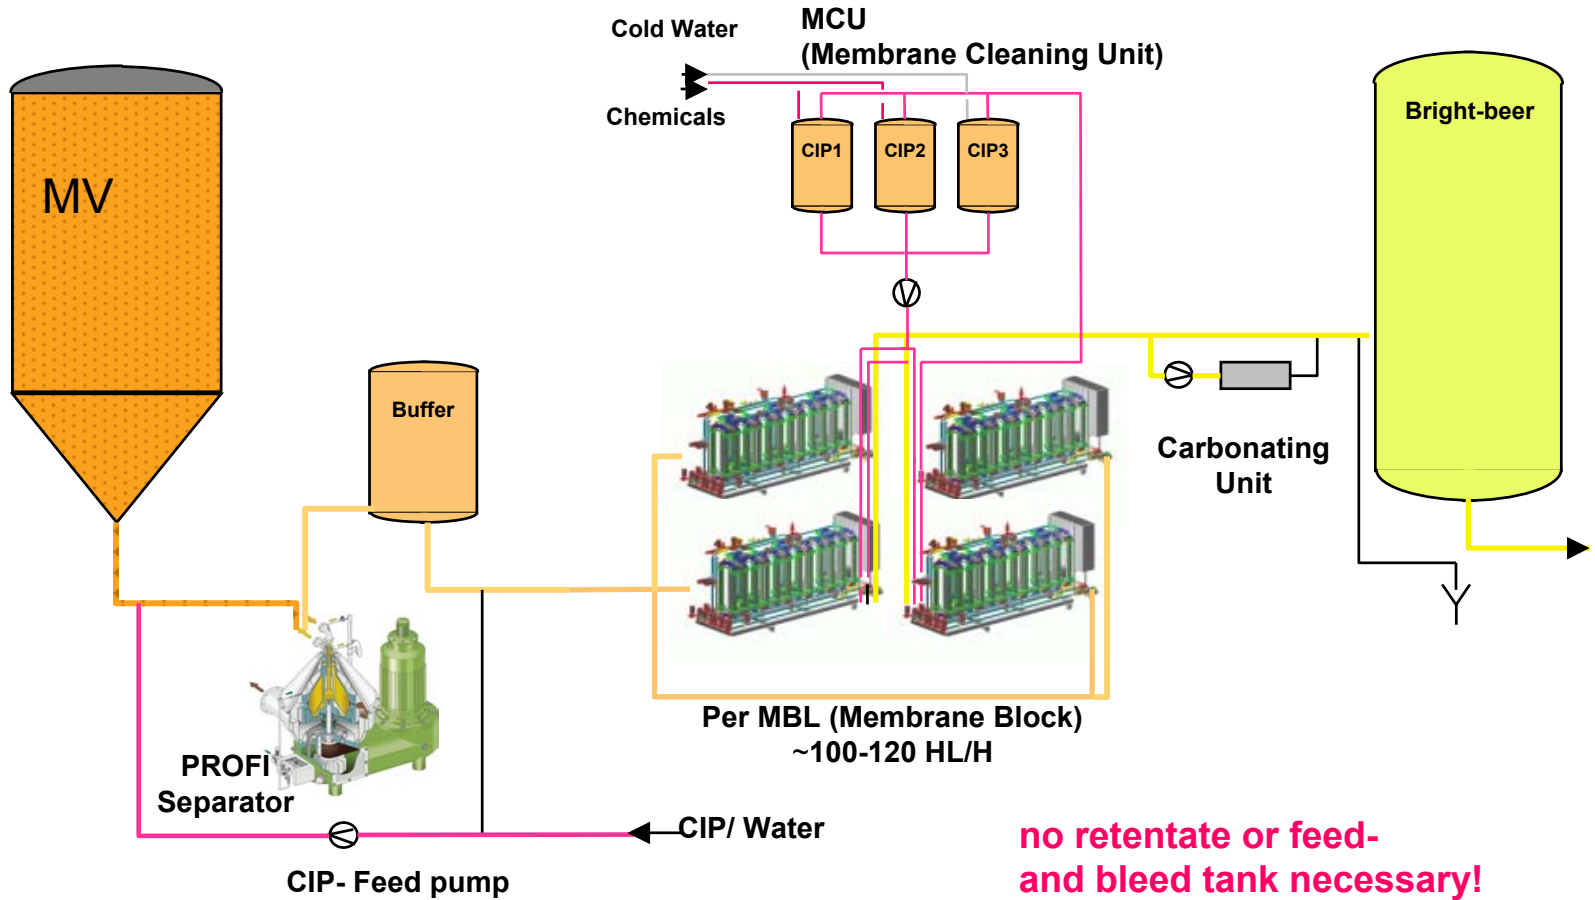 Cold Water
MCU
(Membrane Cleaning Unit)
Chemicals
CIP1
CIP2
CIP3
Bright-beer
MV
Buffer
Carbonating
Unit
Per MBL (Membrane Block)
~100-120 HL/H
PROFI
Separator
CIP/ Water
CIP- Feed pump
no retentate or feed-
and bleed tank necessary!